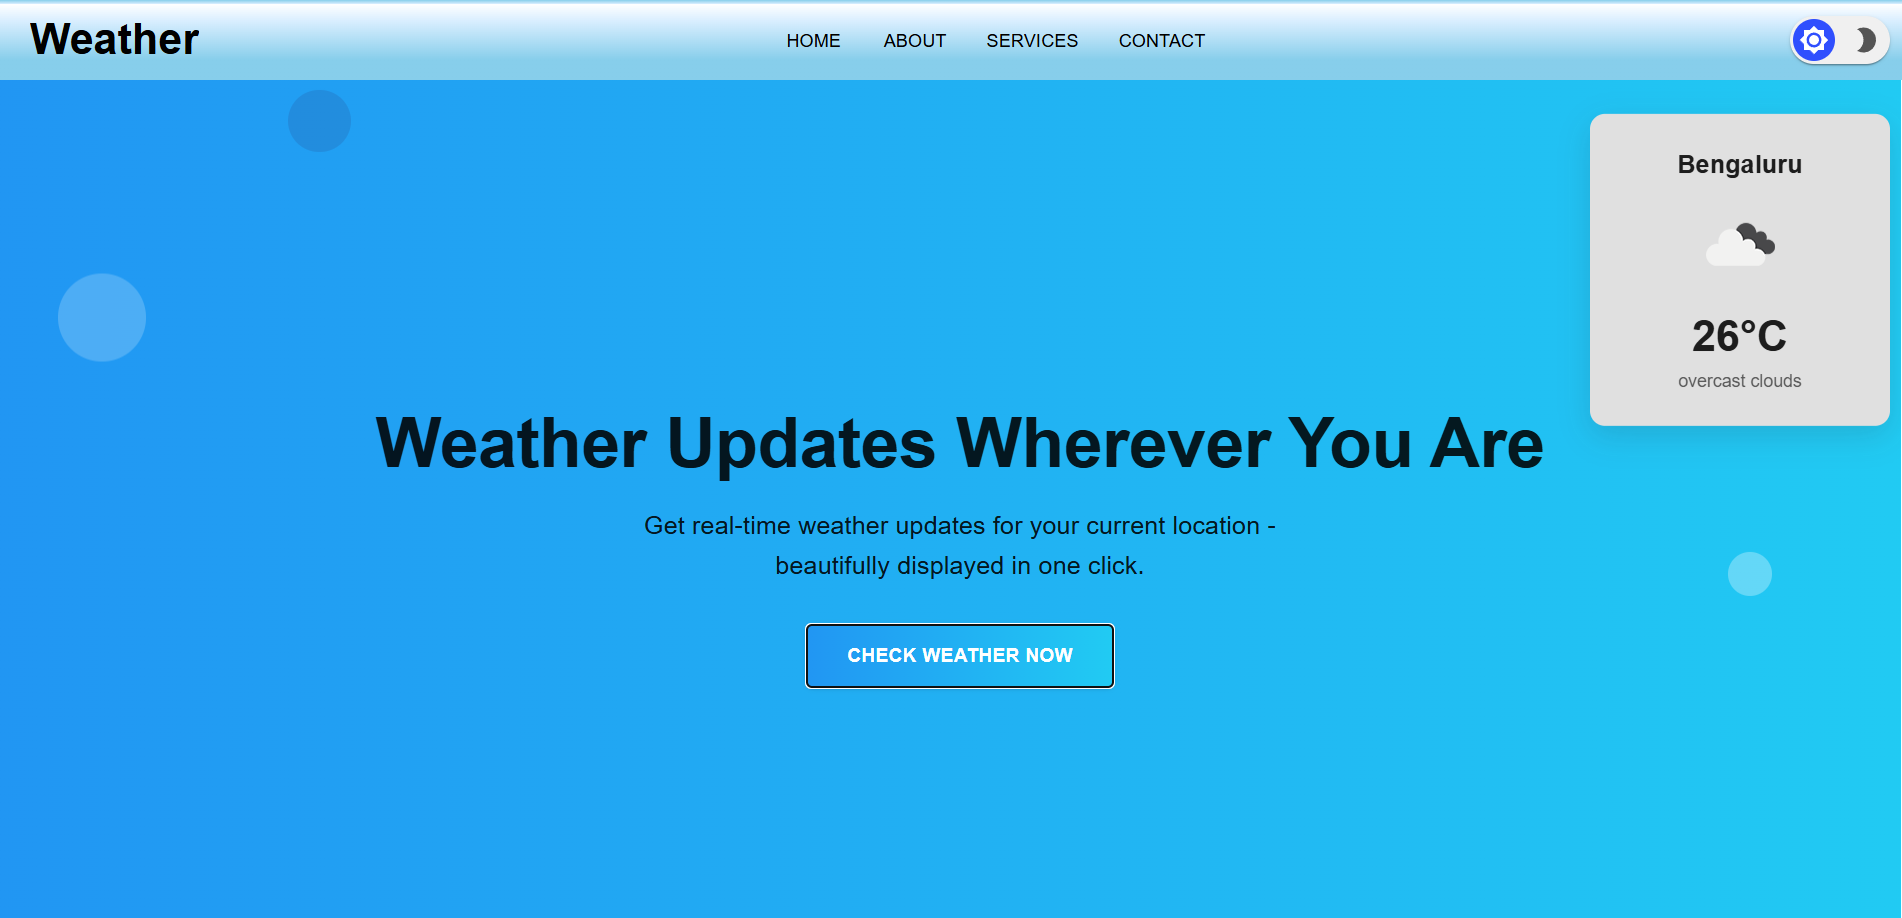 Weather
HOME ABOUT SERVICES CONTACT
Bengaluru
26°C
overcast clouds
Weather Updates Wherever You Are
Get real-time weather updates for your current location -
beautifully displayed in one click.
CHECK WEATHER NOW